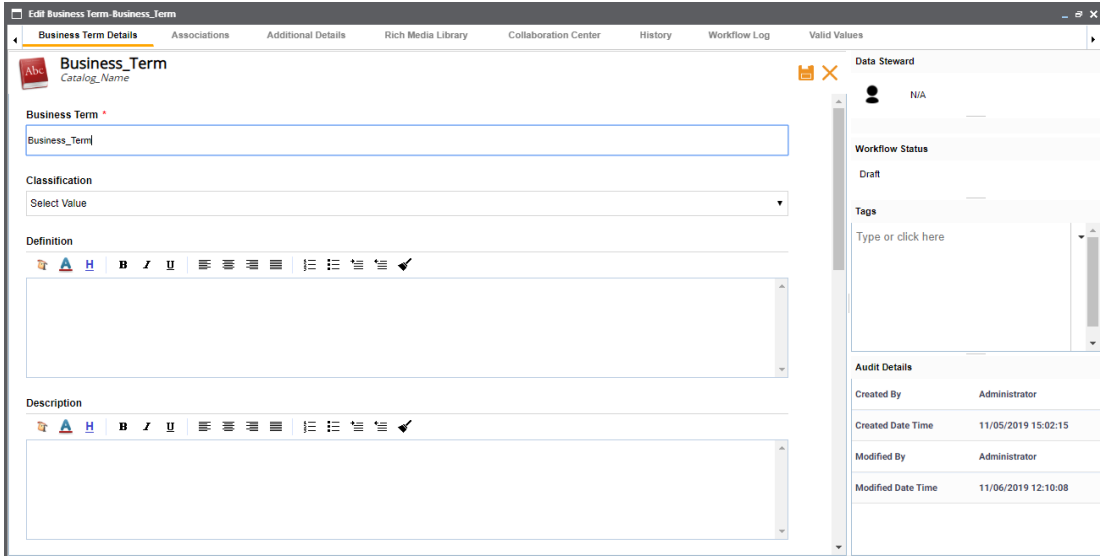 Edit Business Term-Business_Term
Business Term Details Associations Additional Details Rich Media Library Collaboration Center History Workflow Log Valid Values
Abc
Business_Term
Catalog_Name
Business Term *
Business_Term
Classification
Select Value
Definition
A H B I U
Description
A H B I U
Data Steward
N/A
Workflow Status
Draft
Tags
Type or click here
Audit Details
Created By Administrator
Created Date Time 11/05/2019 15:02:15
Modified By Administrator
Modified Date Time 11/06/2019 12:10:08